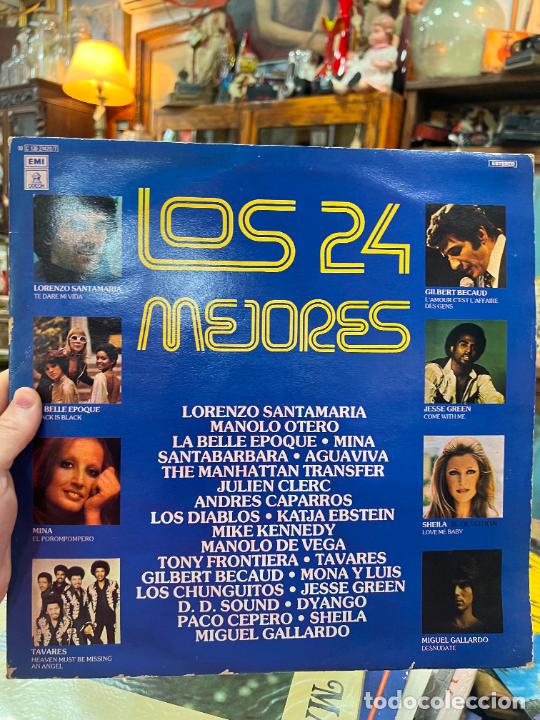 EMI
ODEON
ESTEREO
LOS 24
MEJORES
LORENZO SANTAMARIA
TE DARE MI VIDA
BELLE EPOQUE
CK IS BLACK
MINA
EL POROMPOMPERO
TAVARES
HEAVEN MUST BE MISSING
AN ANGEL
LORENZO SANTAMARIA
MANOLO OTERO
LA BELLE EPOQUE • MINA
SANTABARBARA • AGUAVIVA
THE MANHATTAN TRANSFER
JULIEN CLERC
ANDRES CAPARROS
LOS DIABLOS • KATJA EBSTEIN
MIKE KENNEDY
MANOLO DE VEGA
TONY FRONTIERA • TAVARES
GILBERT BECAUD • MONA Y LUIS
LOS CHUNGUITOS • JESSE GREEN
D. D. SOUND • DYANGO
PACO CEPERO • SHEILA
MIGUEL GALLARDO
GILBERT BECAUD
L'AMOUR C'EST L'AFFAIRE
DES GENS
JESSE GREEN
COME WITH ME
SHEILA B. DEVOTION
LOVE ME BABY
MIGUEL GALLARDO
DESNUDATE
todocoleccion